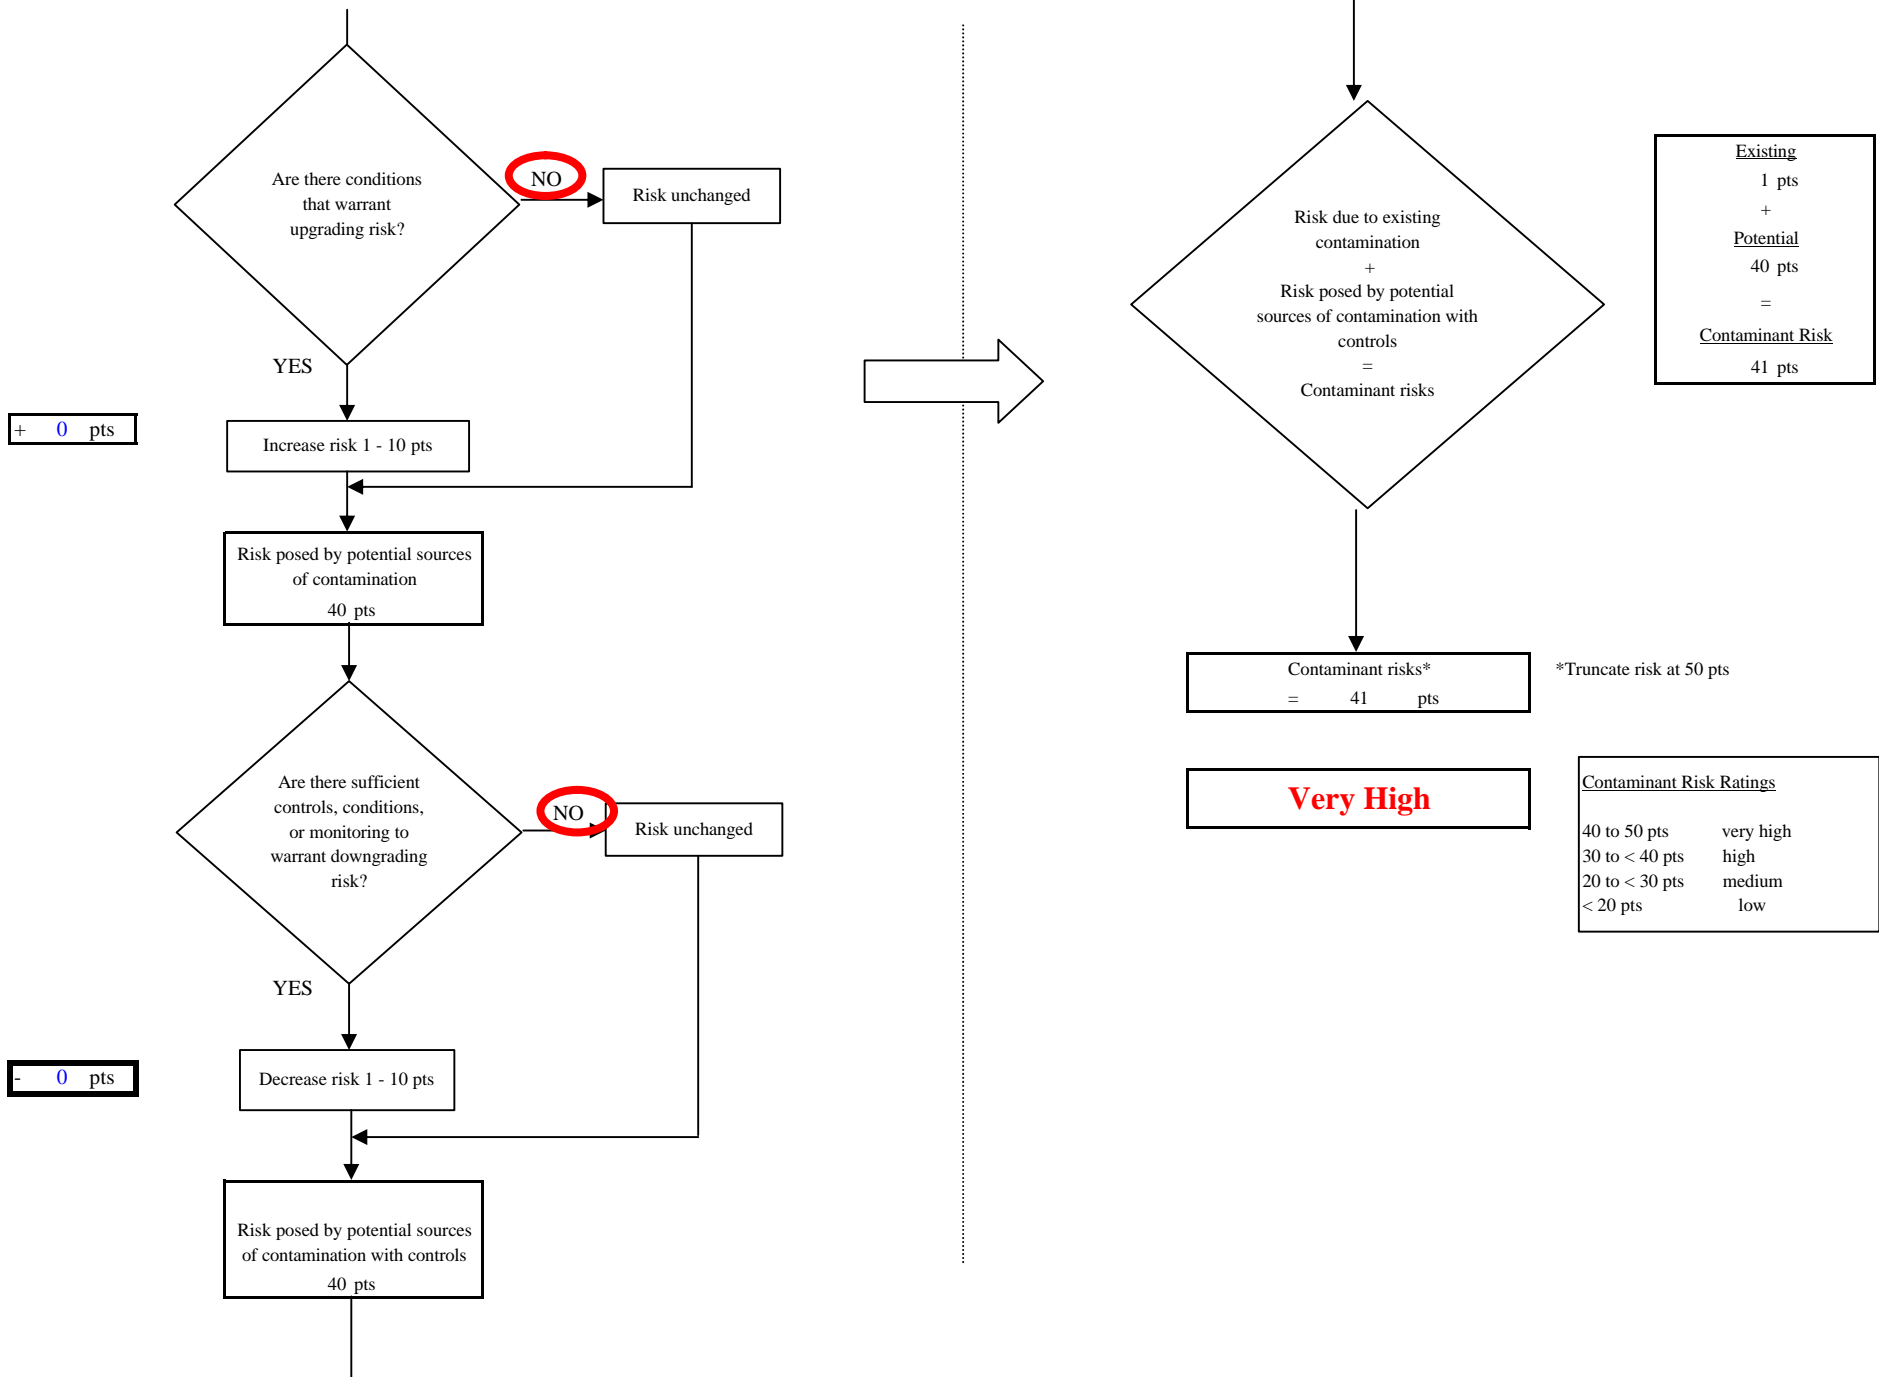 Are there conditions
that warrant
upgrading risk?
NO
Risk unchanged
YES
+ 0 pts
Increase risk 1 - 10 pts
Risk posed by potential sources
of contamination
40 pts
Are there sufficient
controls, conditions,
or monitoring to
warrant downgrading
risk?
NO
Risk unchanged
YES
- 0 pts
Decrease risk 1 - 10 pts
Risk posed by potential sources
of contamination with controls
40 pts
Risk due to existing
contamination
+
Risk posed by potential
sources of contamination with
controls
=
Contaminant risks
Existing
1 pts
+
Potential
40 pts
=
Contaminant Risk
41 pts
Contaminant risks*
= 41 pts
*Truncate risk at 50 pts
Very High
Contaminant Risk Ratings
40 to 50 pts very high
30 to < 40 pts high
20 to < 30 pts medium
< 20 pts low